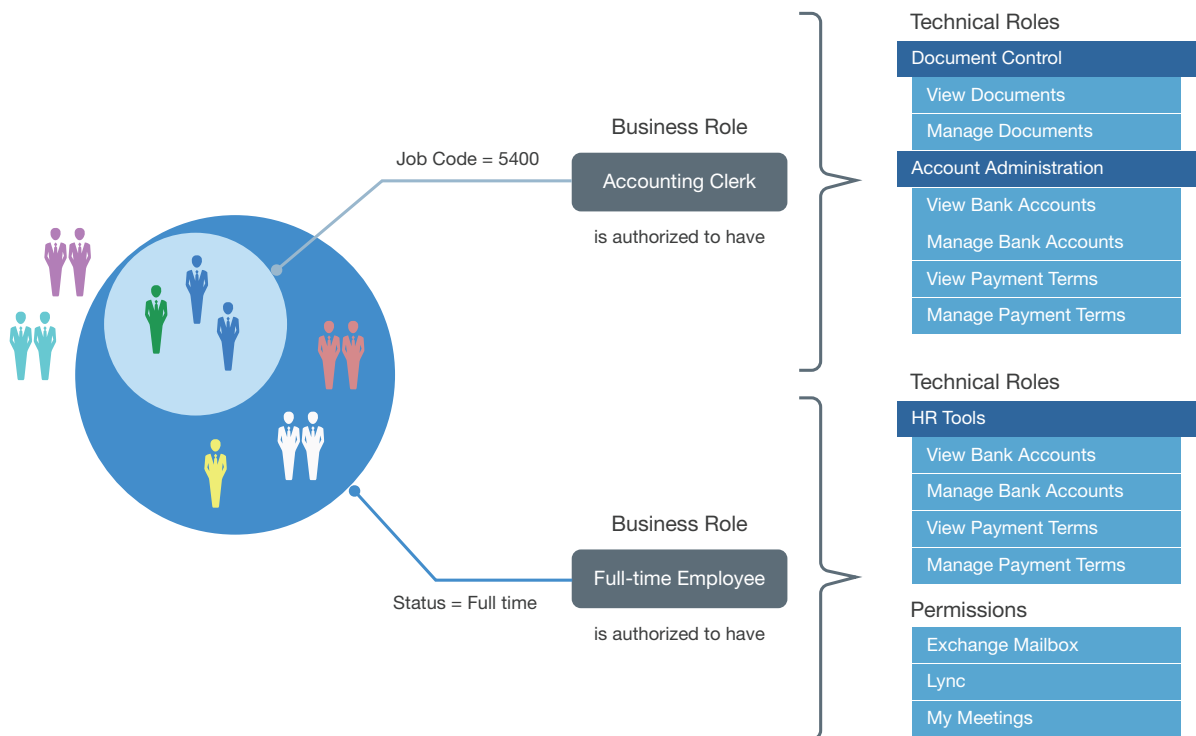 Job Code = 5400
Business Role
Accounting Clerk
is authorized to have
Technical Roles
Document Control
View Documents
Manage Documents
Account Administration
View Bank Accounts
Manage Bank Accounts
View Payment Terms
Manage Payment Terms
Status = Full time
Business Role
Full-time Employee
is authorized to have
Technical Roles
HR Tools
View Bank Accounts
Manage Bank Accounts
View Payment Terms
Manage Payment Terms
Permissions
Exchange Mailbox
Lync
My Meetings